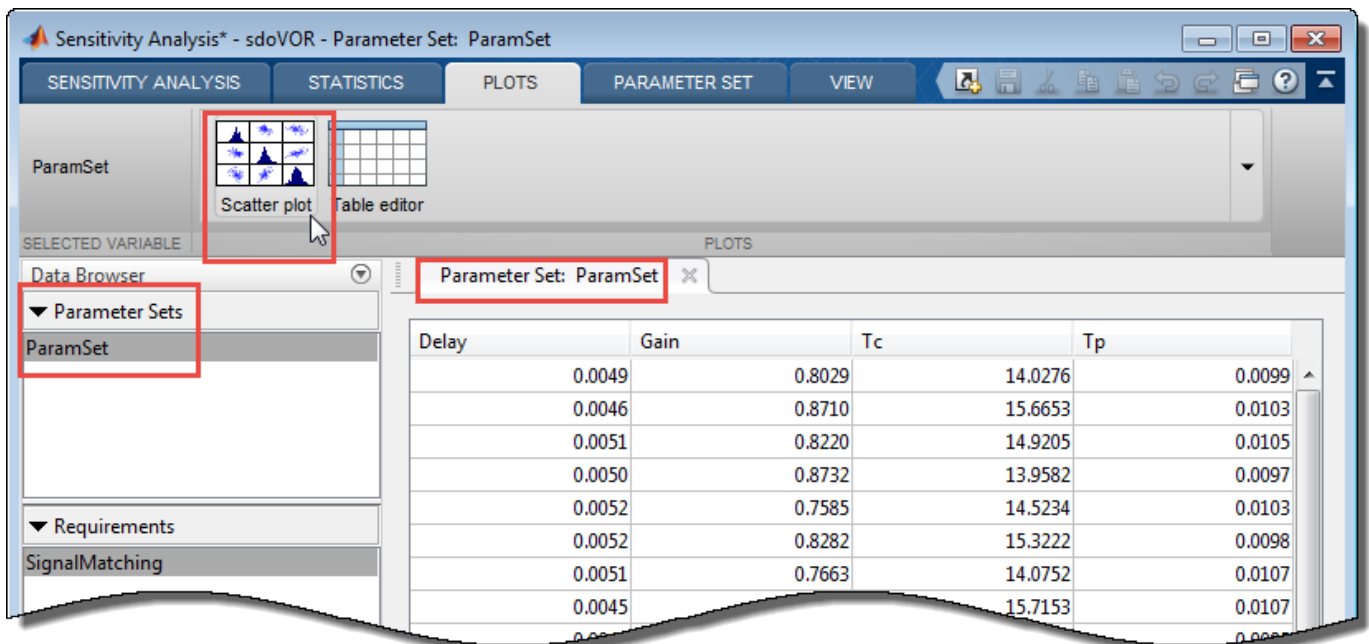 Sensitivity Analysis* - sdoVOR - Parameter Set: ParamSet
SENSITIVITY ANALYSIS STATISTICS PLOTS PARAMETER SET VIEW
ParamSet
Scatter plot Table editor
SELECTED VARIABLE PLOTS
Data Browser
Parameter Set: ParamSet
▼ Parameter Sets
ParamSet
Delay Gain Tc Tp
0.0049 0.8029 14.0276 0.0099
0.0046 0.8710 15.6653 0.0103
0.0051 0.8220 14.9205 0.0105
0.0050 0.8732 13.9582 0.0097
0.0052 0.7585 14.5234 0.0103
0.0052 0.8282 15.3222 0.0098
0.0051 0.7663 14.0752 0.0107
0.0045 15.7153 0.0107
▼ Requirements
SignalMatching